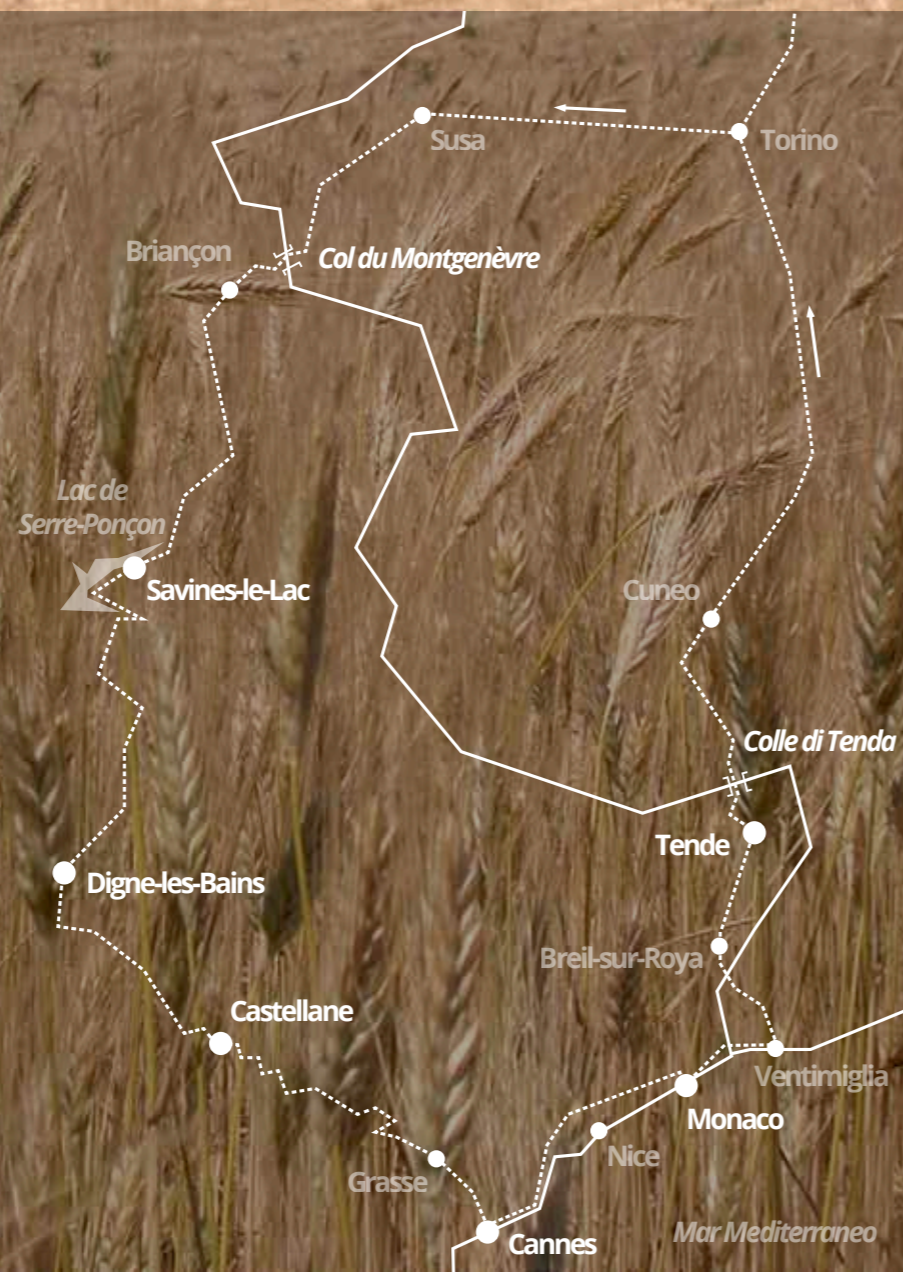 Susa
Torino
Briançon
Col du Montgenèvre
Lac de
Serre-Ponçon
Savines-le-Lac
Cuneo
Colle di Tenda
Tende
Digne-les-Bains
Breil-sur-Roya
Castellane
Ventimiglia
Monaco
Nice
Grasse
Mar Mediterraneo
Cannes